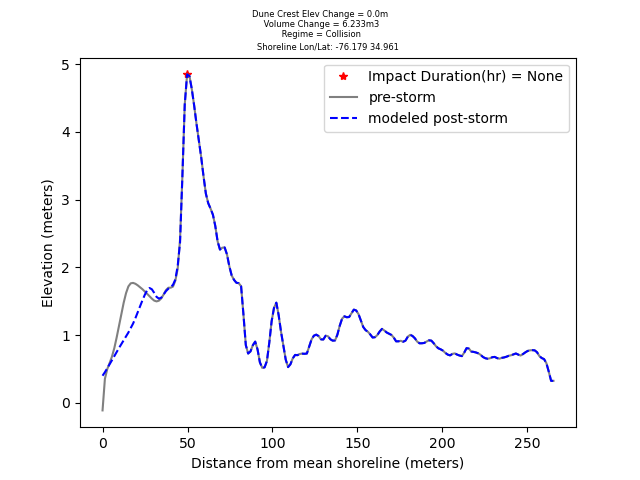 Dune Crest Elev Change = 0.0m
Volume Change = 6.233m3
Regime = Collision
Shoreline Lon/Lat: -76.179 34.961
Impact Duration(hr) = None
pre-storm
modeled post-storm
Elevation (meters)
5
4
3
2
1
0
0 50 100 150 200 250
Distance from mean shoreline (meters)